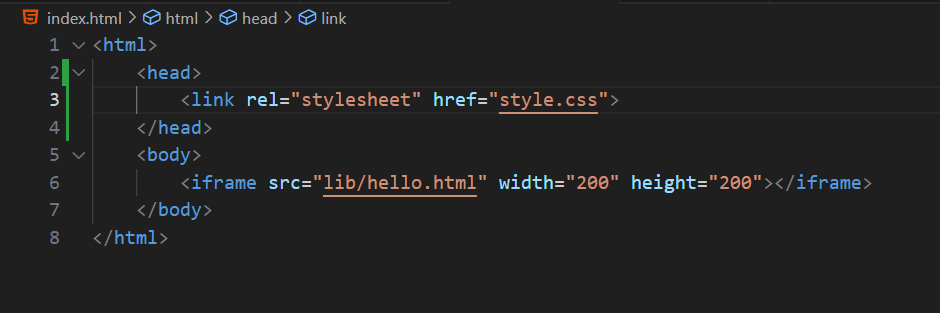 index.html > html > head > link
1 <html>
2 <head>
3 <link rel="stylesheet" href="style.css">
4 </head>
5 <body>
6 <iframe src="lib/hello.html" width="200" height="200"></iframe>
7 </body>
8 </html>